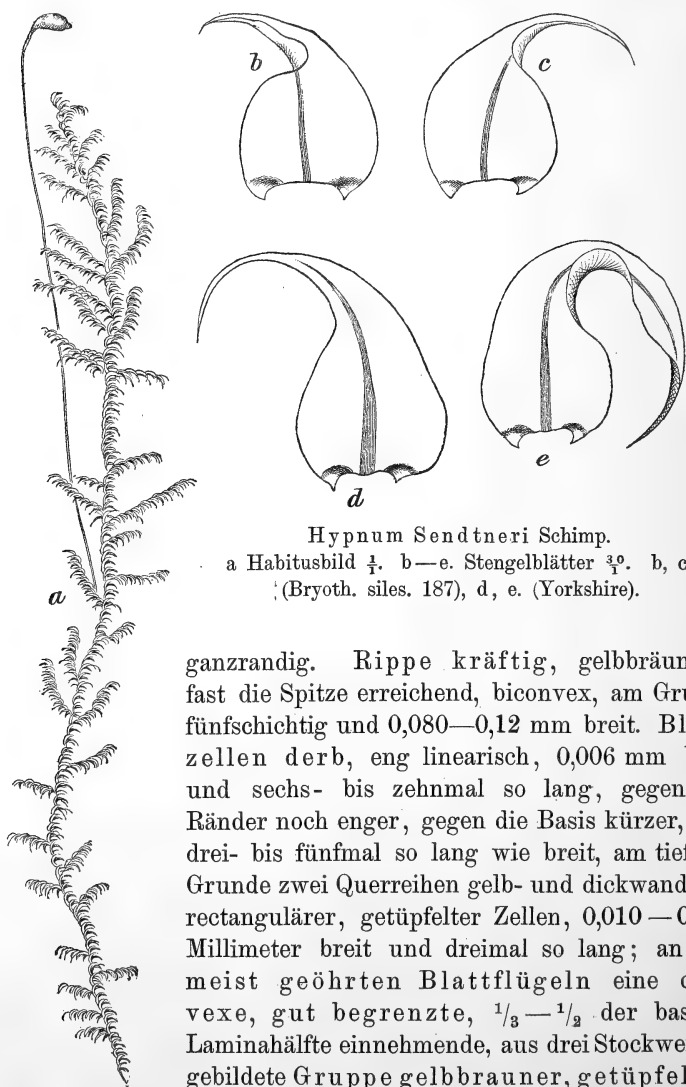 b
c
d
e
a
Hypnum Sendtneri Schimp.
a Habitusbild 1/1. b—e. Stengelblätter 30/1. b, c
(Bryoth. siles. 187), d, e. (Yorkshire).
ganzrandig. Rippe kräftig, gelbbräun
fast die Spitze erreichend, biconvex, am Gru
fünfschichtig und 0,080—0,12 mm breit. Bl
zellen derb, eng linearisch, 0,006 mm
und sechs- bis zehnmal so lang, gegen
Ränder noch enger, gegen die Basis kürzer,
drei- bis fünfmal so lang wie breit, am tief
Grunde zwei Querreihen gelb- und dickwand
rectangulärer, getüpfelter Zellen, 0,010—0
Millimeter breit und dreimal so lang; an
meist geöhrten Blattflügeln eine c
vexe, gut begrenzte, 1/3—1/2 der bas
Laminahälfte einnehmende, aus drei Stockwe
gebildete Gruppe gelbbrauner, getüpfel